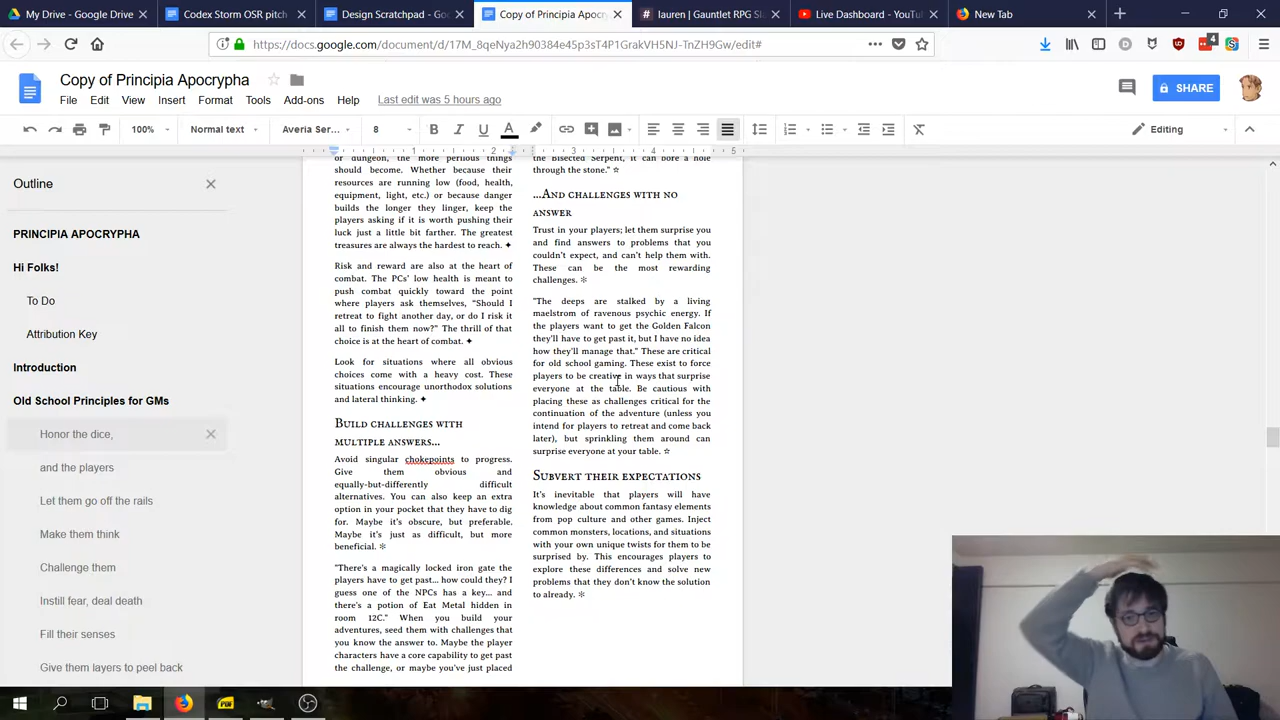 My Drive - Google Drive
Codex Storm OSR pitch
Design Scratchpad - Go
Copy of Principia Apocry
lauren | Gauntlet RPG Sl
Live Dashboard - YouTu
New Tab
https://docs.google.com/document/d/17M_8qeNya2h90384e45p3sT4P1GrakVH5NJ-TnZH9Gw/edit#
4
Copy of Principia Apocrypha
File Edit View Insert Format Tools Add-ons Help Last edit was 5 hours ago
SHARE
100% Normal text Averia Ser... 8
B I U A
Editing
1 2 3 4 5
Outline
PRINCIPIA APOCRYPHA
Hi Folks!
To Do
Attribution Key
Introduction
Old School Principles for GMs
Honor the dice,
and the players
Let them go off the rails
Make them think
Challenge them
Instill fear, deal death
Fill their senses
Give them layers to peel back
or dungeon, the more perilous things
should become. Whether because their
resources are running low (food, health,
equipment, light, etc.) or because danger
builds the longer they linger, keep the
players asking if it is worth pushing their
luck just a little bit farther. The greatest
treasures are always the hardest to reach. ✦
Risk and reward are also at the heart of
combat. The PCs' low health is meant to
push combat quickly toward the point
where players ask themselves, “Should I
retreat to fight another day, or do I risk it
all to finish them now?” The thrill of that
choice is at the heart of combat. ✦
Look for situations where all obvious
choices come with a heavy cost. These
situations encourage unorthodox solutions
and lateral thinking. ✦
Build challenges with
multiple answers...
Avoid singular chokepoints to progress.
Give them obvious and
equally-but-differently difficult
alternatives. You can also keep an extra
option in your pocket that they have to dig
for. Maybe it's obscure, but preferable.
Maybe it's just as difficult, but more
beneficial. ✻
"There's a magically locked iron gate the
players have to get past... how could they? I
guess one of the NPCs has a key... and
there's a potion of Eat Metal hidden in
room 12C." When you build your
adventures, seed them with challenges that
you know the answer to. Maybe the player
characters have a core capability to get past
the challenge, or maybe you've just placed
the Bisected Serpent, it can bore a hole
through the stone." ☆
...And challenges with no
answer
Trust in your players; let them surprise you
and find answers to problems that you
couldn't expect, and can't help them with.
These can be the most rewarding
challenges. ✻
"The deeps are stalked by a living
maelstrom of ravenous psychic energy. If
the players want to get the Golden Falcon
they'll have to get past it, but I have no idea
how they'll manage that." These are critical
for old school gaming. These exist to force
players to be creative in ways that surprise
everyone at the table. Be cautious with
placing these as challenges critical for the
continuation of the adventure (unless you
intend for players to retreat and come back
later), but sprinkling them around can
surprise everyone at your table. ☆
Subvert their expectations
It's inevitable that players will have
knowledge about common fantasy elements
from pop culture and other games. Inject
common monsters, locations, and situations
with your own unique twists for them to be
surprised by. This encourages players to
explore these differences and solve new
problems that they don't know the solution
to already. ✻